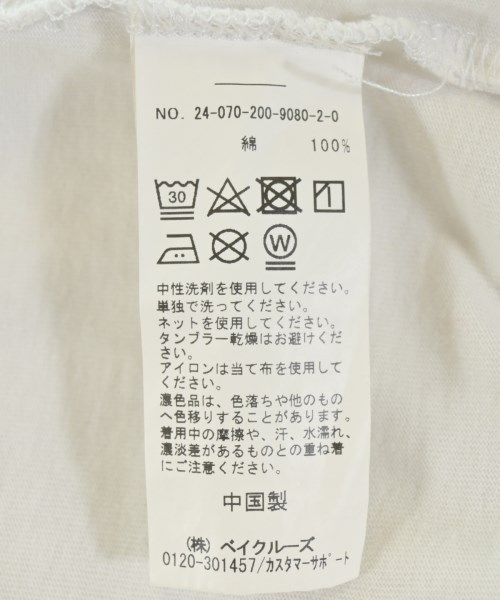 NO. 24-070-200-9080-2-0
綿 100%
30
W
中性洗剤を使用してください。
単独で洗ってください。
ネットを使用してください。
タンブラー乾燥はお避けくだ
さい。
アイロンは当て布を使用して
ください。
濃色品は、色落ちや他のもの
へ色移りすることがあります。
着用中の摩擦や、汗、水濡れ、
濃淡差があるものとの重ね着
にご注意ください。
中国製
(株) ベイクルーズ
0120-301457/カスタマーサポート